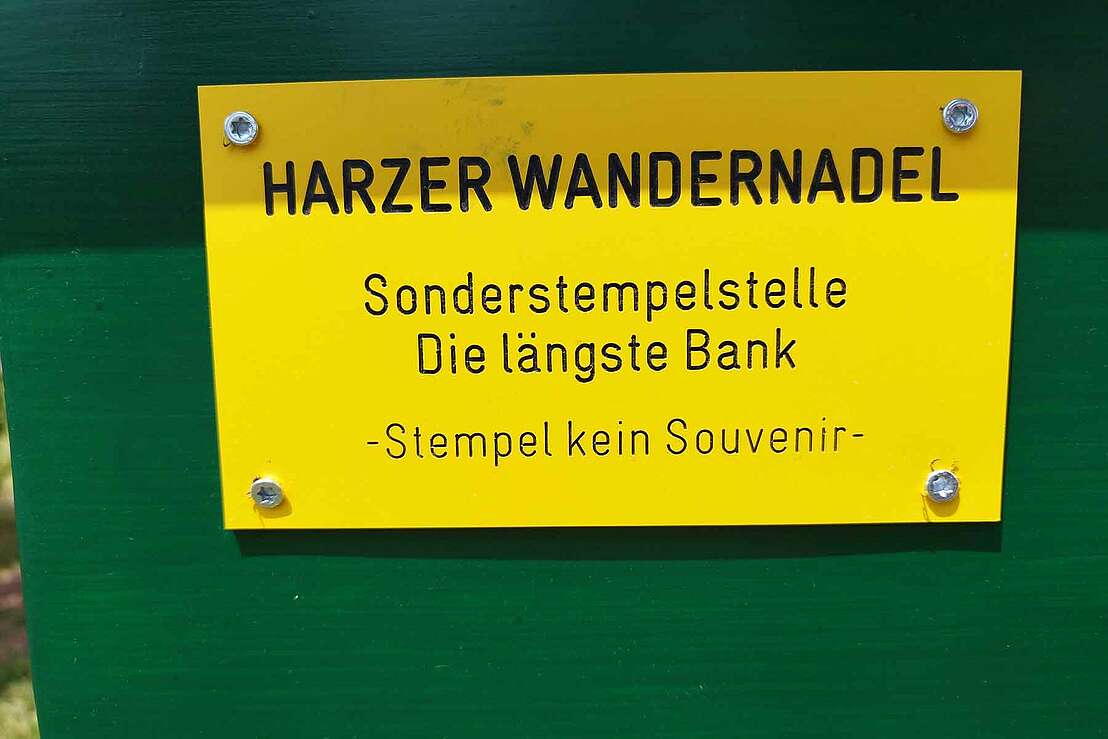 HARZER WANDERNADEL
Sonderstempelstelle
Die längste Bank
-Stempel kein Souvenir-